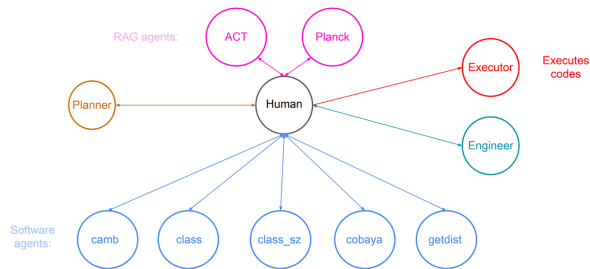 RAG agents:
ACT
Planck
Executor
Executes
codes
Planner
Human
Engineer
Software
agents:
camb
class
class_sz
cobaya
getdist